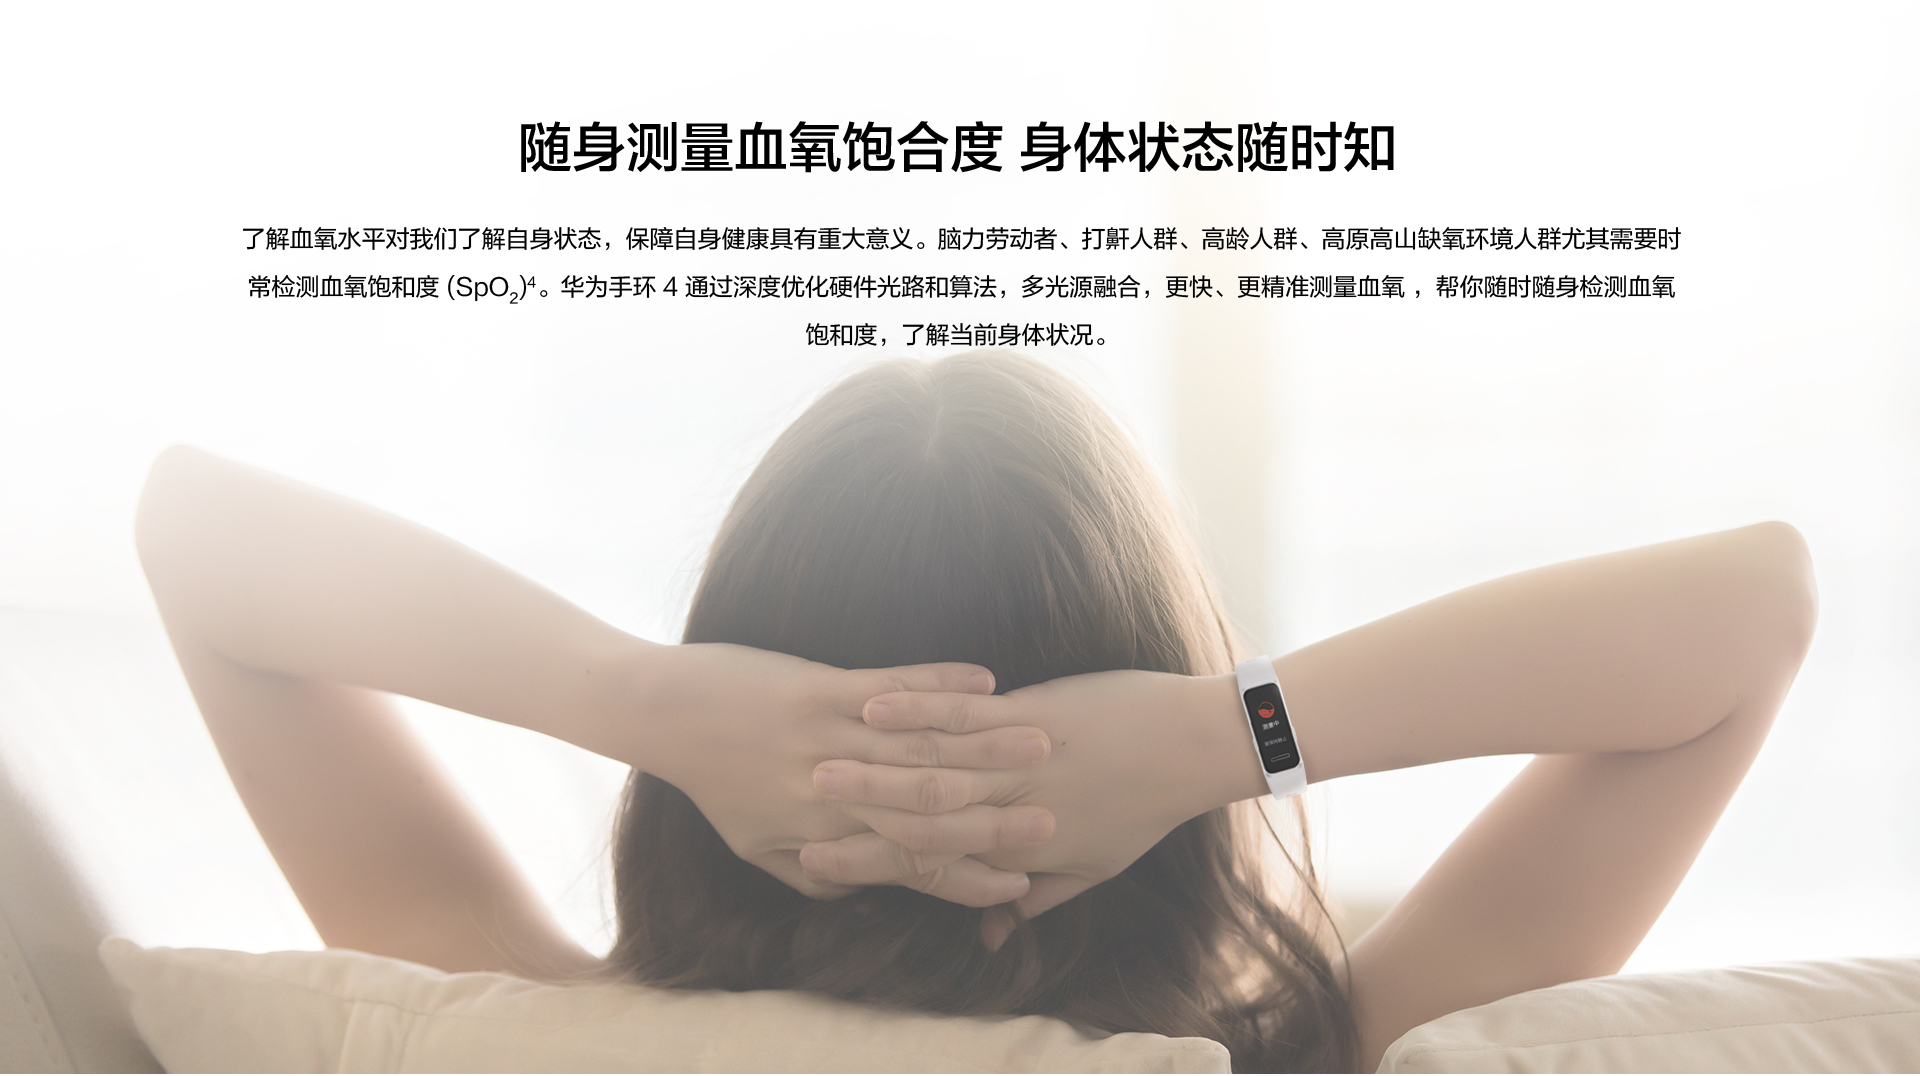 随身测量血氧饱合度 身体状态随时知
了解血氧水平对我们了解自身状态，保障自身健康具有重大意义。脑力劳动者、打鼾人群、高龄人群、高原高山缺氧环境人群尤其需要时
常检测血氧饱和度 (SpO₂)⁴。华为手环 4 通过深度优化硬件光路和算法，多光源融合，更快、更精准测量血氧 ，帮你随时随身检测血氧
饱和度，了解当前身体状况。
测量中